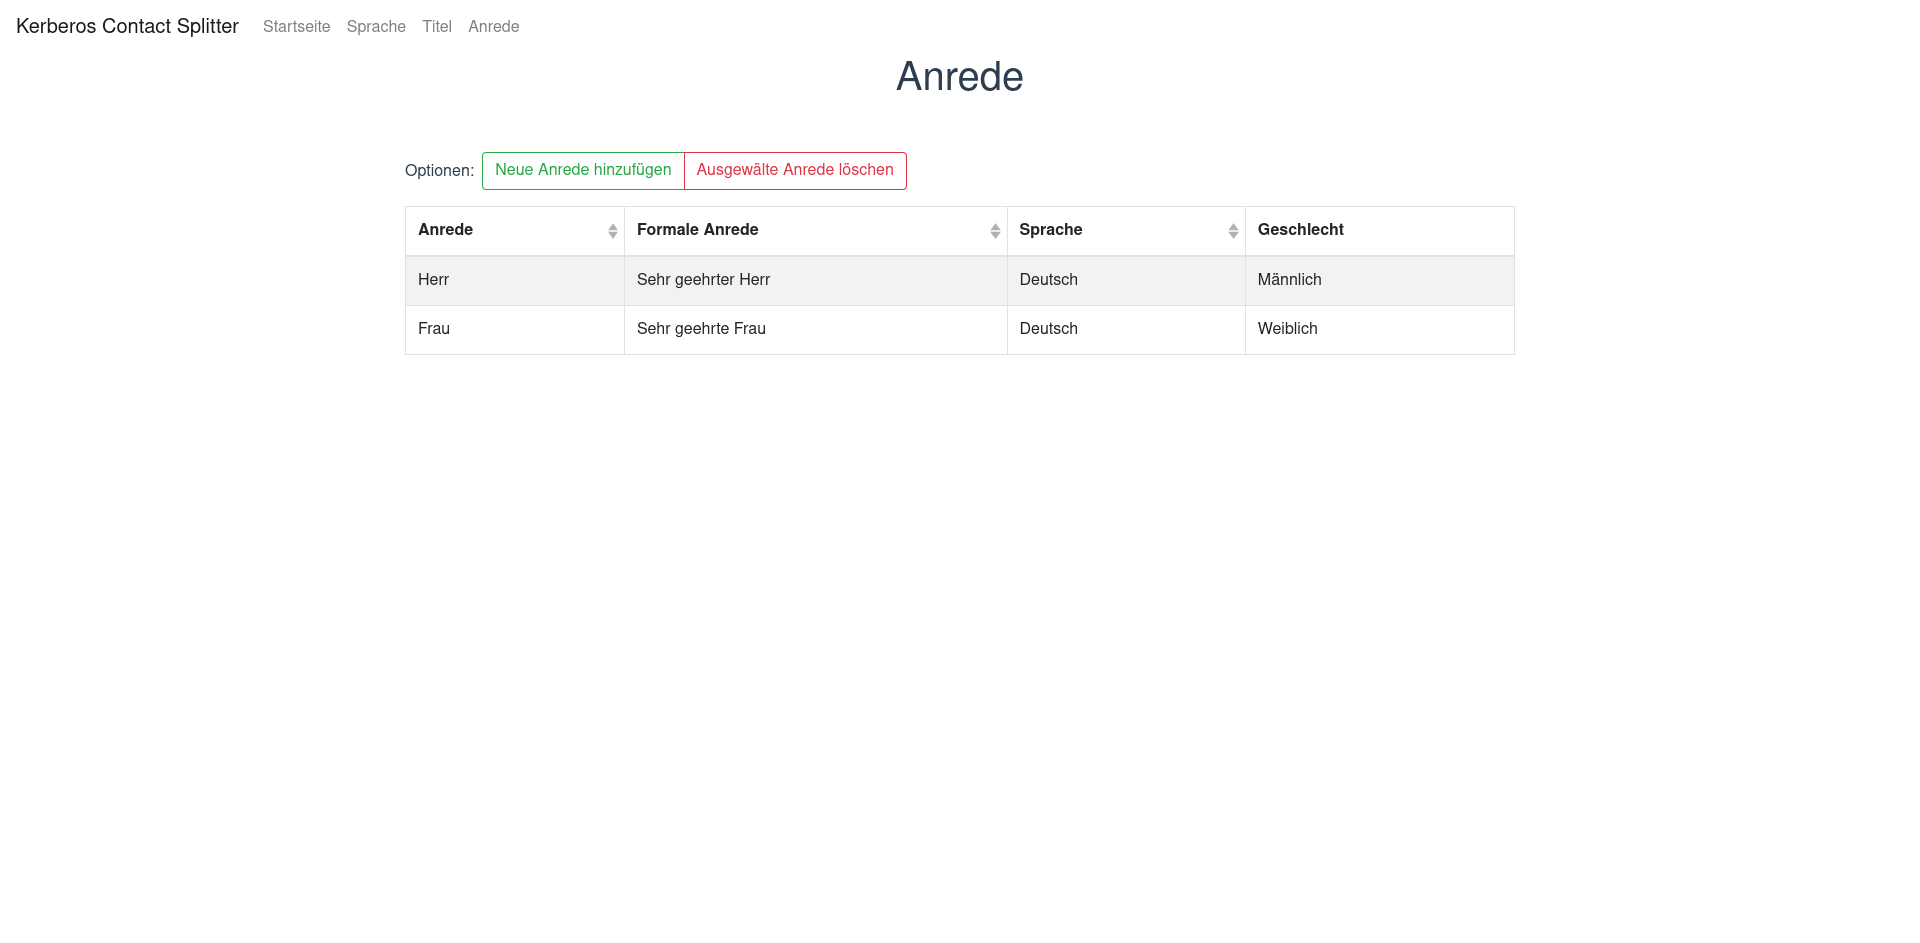 Kerberos Contact Splitter Startseite Sprache Titel Anrede
Anrede
Optionen: Neue Anrede hinzufügen Ausgewälte Anrede löschen
Anrede Formale Anrede Sprache Geschlecht
Herr Sehr geehrter Herr Deutsch Männlich
Frau Sehr geehrte Frau Deutsch Weiblich